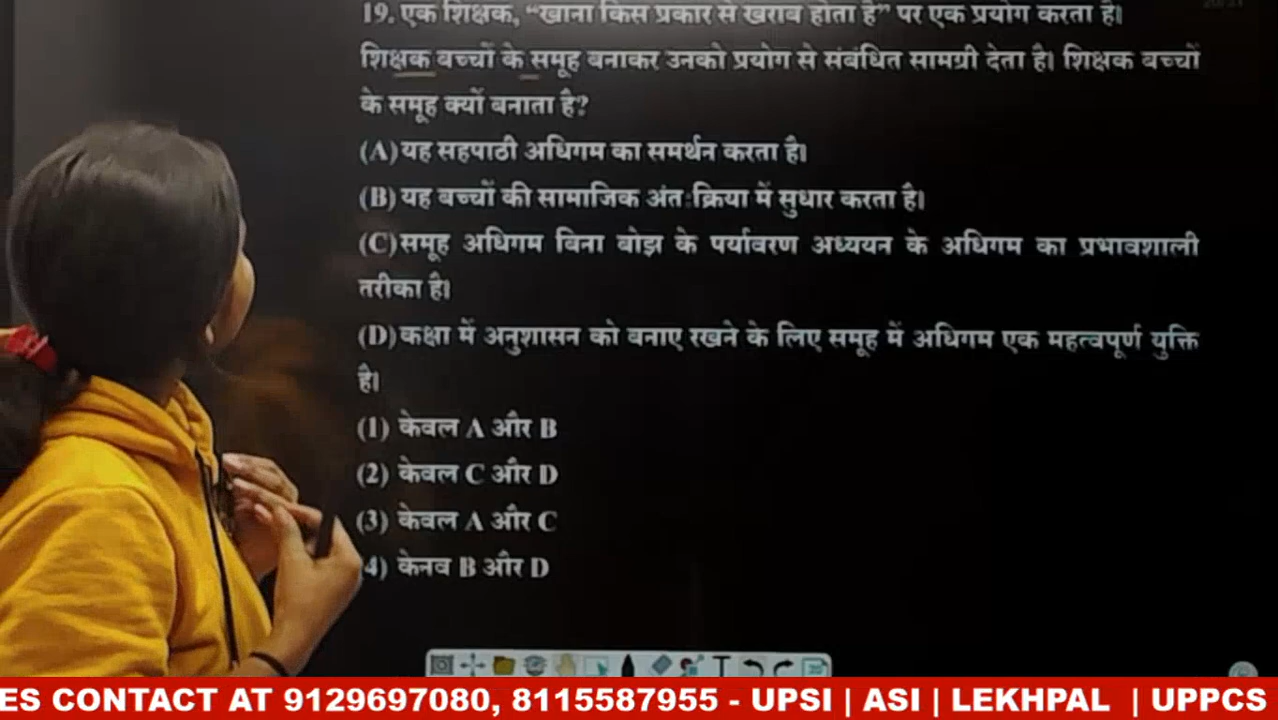 19. एक शिक्षक, “खाना किस प्रकार से खराब होता है” पर एक प्रयोग करता है।
शिक्षक बच्चों के समूह बनाकर उनको प्रयोग से संबंधित सामग्री देता है। शिक्षक बच्चों
के समूह क्यों बनाता है?
(A) यह सहपाठी अधिगम का समर्थन करता है।
(B) यह बच्चों की सामाजिक अंत:क्रिया में सुधार करता है।
(C) समूह अधिगम बिना बोझ के पर्यावरण अध्ययन के अधिगम का प्रभावशाली
तरीका है।
(D) कक्षा में अनुशासन को बनाए रखने के लिए समूह में अधिगम एक महत्वपूर्ण युक्ति
है।
(1) केवल A और B
(2) केवल C और D
(3) केवल A और C
4) केनव B और D
ES CONTACT AT 9129697080, 8115587955 - UPSI | ASI | LEKHPAL | UPPCS